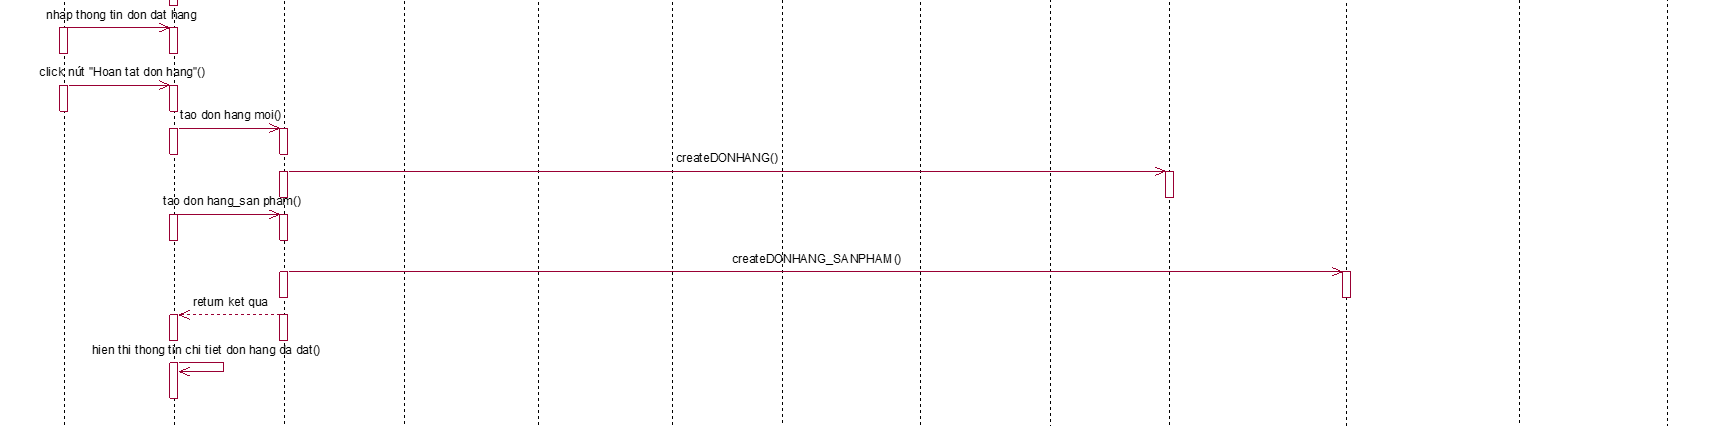 nhap thong tin don dat hang
click nút "Hoan tat don hang"()
tao don hang moi()
createDONHANG()
tao don hang_san pham()
createDONHANG_SANPHAM()
return ket qua
hien thi thong tin chi tiet don hang da dat()